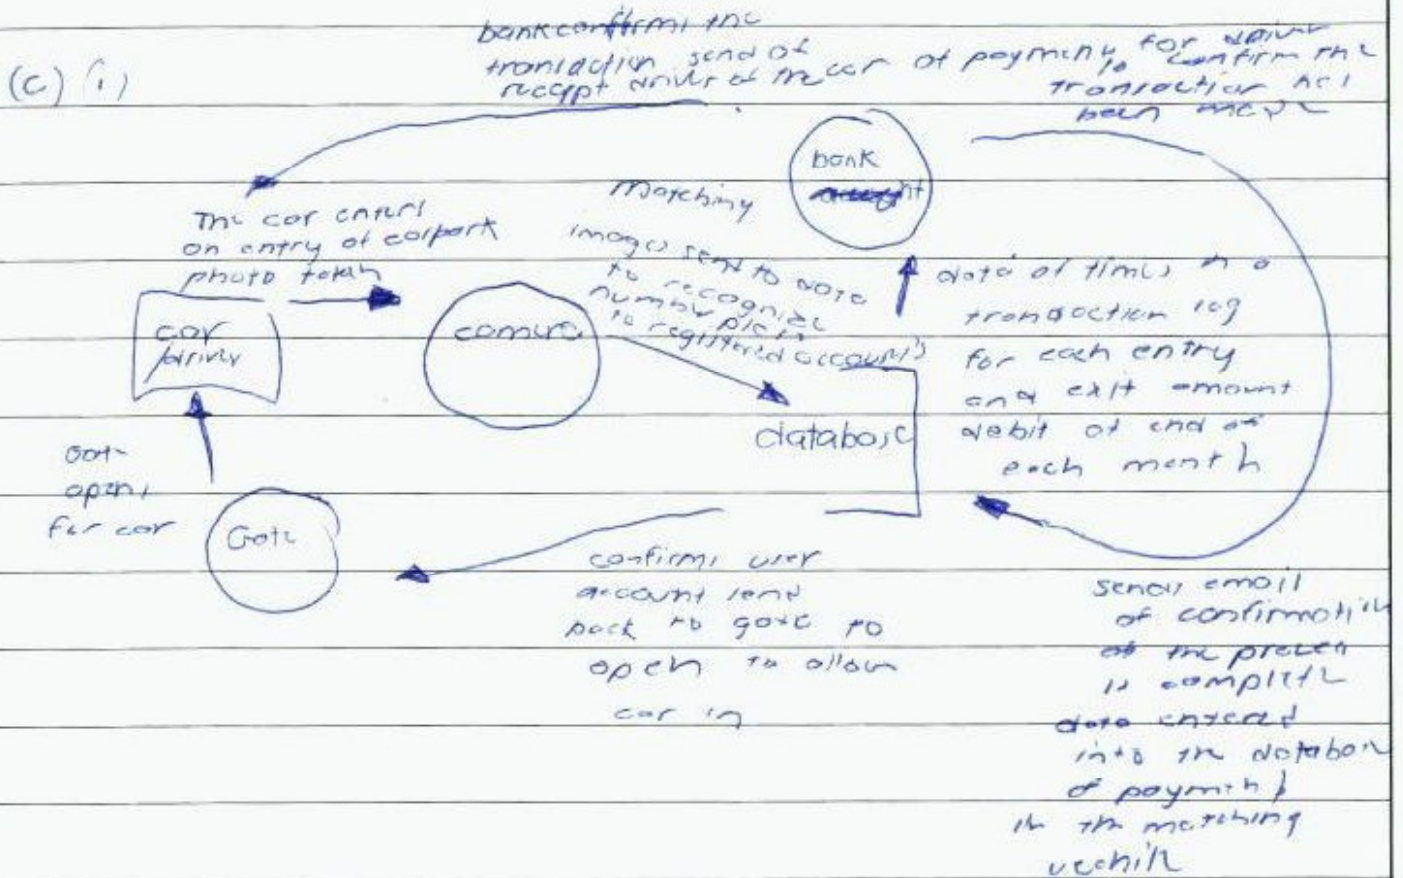 (c) (i)
bank confirms the
transaction send of
receipt driver of the car of payment for driver
to confirm the
transaction has
been made
bank
Matching
images sent to data
to recognize
number plate
to registered accounts
The car enters
on entry of carpark
photo taken
car
/driver
camera
database
data of times in a
transaction log
for each entry
and exit amount
debit at end of
each month
Gate
opens
for car
Gate
confirms user
account send
back to gate to
open to allow
car in
sends email
of confirmation
of the
is complete
data entered
into the database
of payment
in the matching
vechile